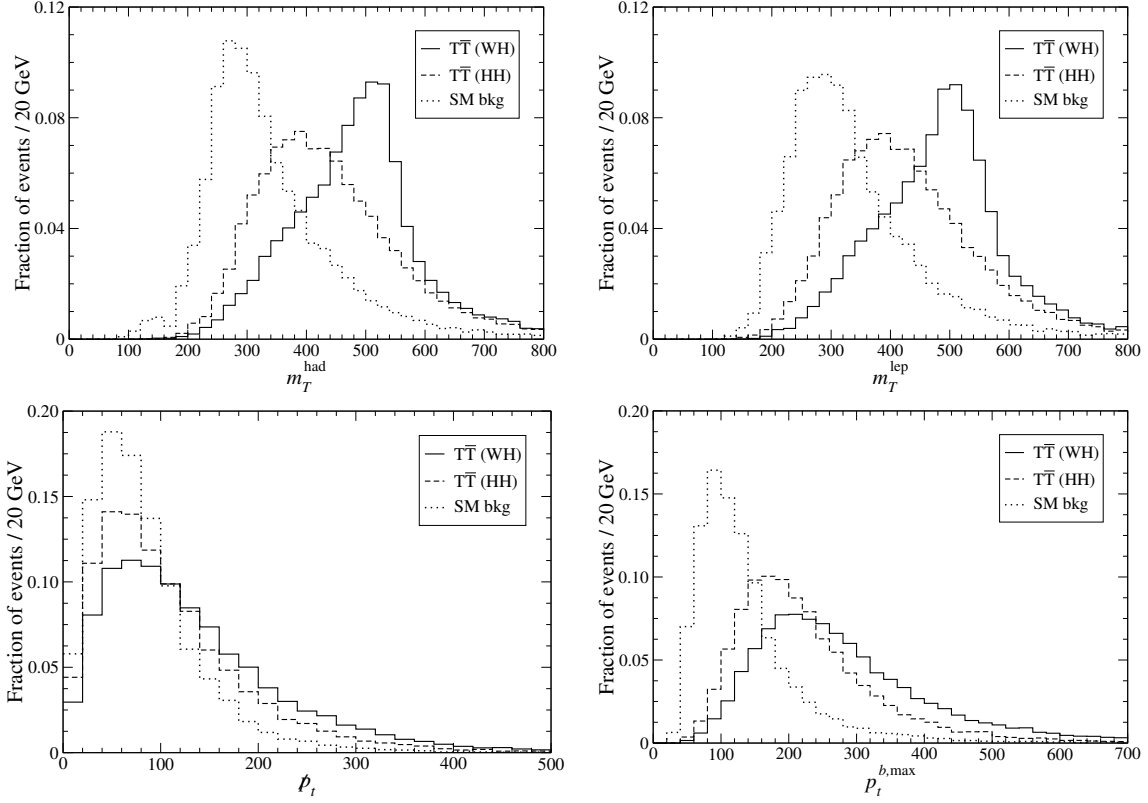 0.12
0.08
0.04
0
Fraction of events / 20 GeV
TT̅ (WH)
TT̅ (HH)
SM bkg
0 100 200 300 400 500 600 700 800
m_T^had
0.12
0.08
0.04
0
Fraction of events / 20 GeV
TT̅ (WH)
TT̅ (HH)
SM bkg
0 100 200 300 400 500 600 700 800
m_T^lep
0.20
0.15
0.10
0.05
0.00
Fraction of events / 20 GeV
TT̅ (WH)
TT̅ (HH)
SM bkg
0 100 200 300 400 500
p̸_t
0.20
0.15
0.10
0.05
0.00
Fraction of events / 20 GeV
TT̅ (WH)
TT̅ (HH)
SM bkg
0 100 200 300 400 500 600 700
p_t^b,max